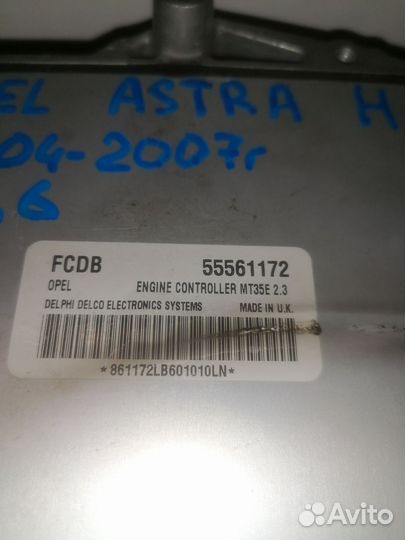 EL ASTRA H
04-2007г
,6
FCDB 55561172
OPEL ENGINE CONTROLLER MT35E 2.3
DELPHI DELCO ELECTRONICS SYSTEMS MADE IN U.K.
*861172LB601010LN*
Avito